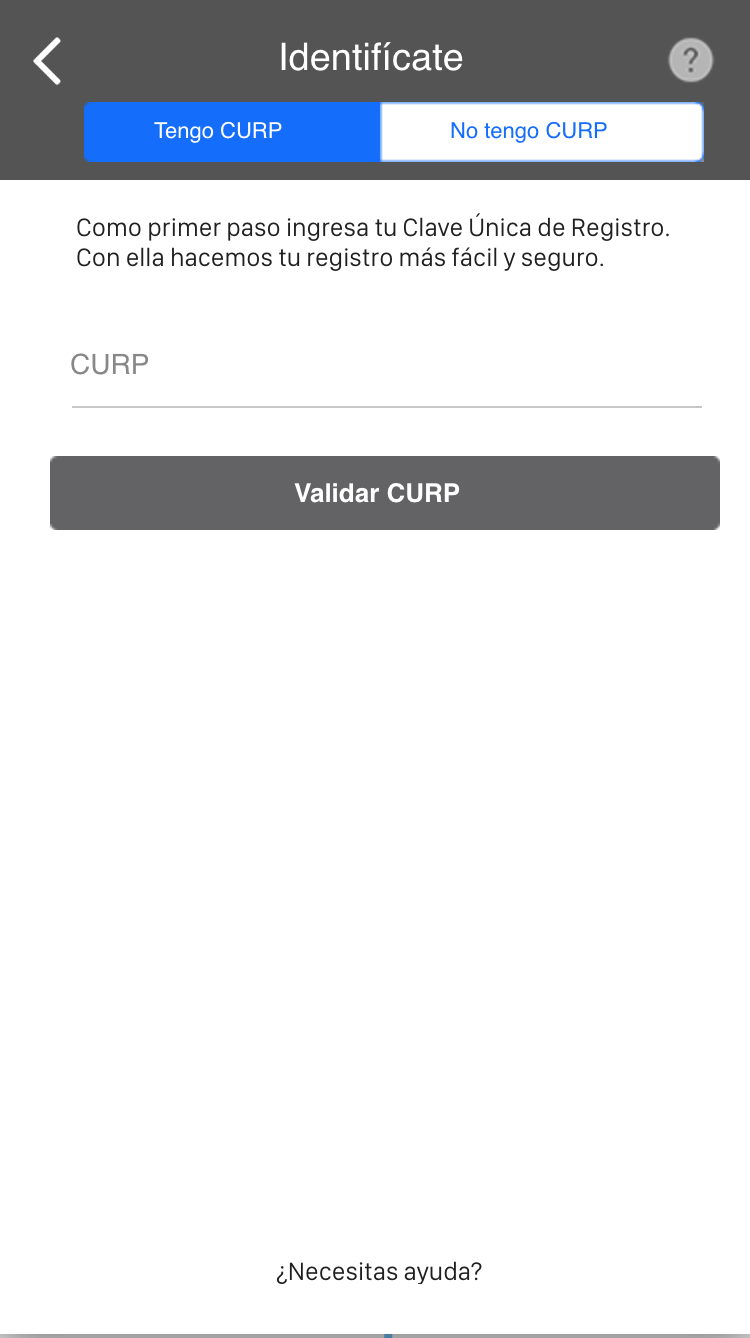 Identifícate
?
Tengo CURP
No tengo CURP
Como primer paso ingresa tu Clave Única de Registro.
Con ella hacemos tu registro más fácil y seguro.
CURP
Validar CURP
¿Necesitas ayuda?